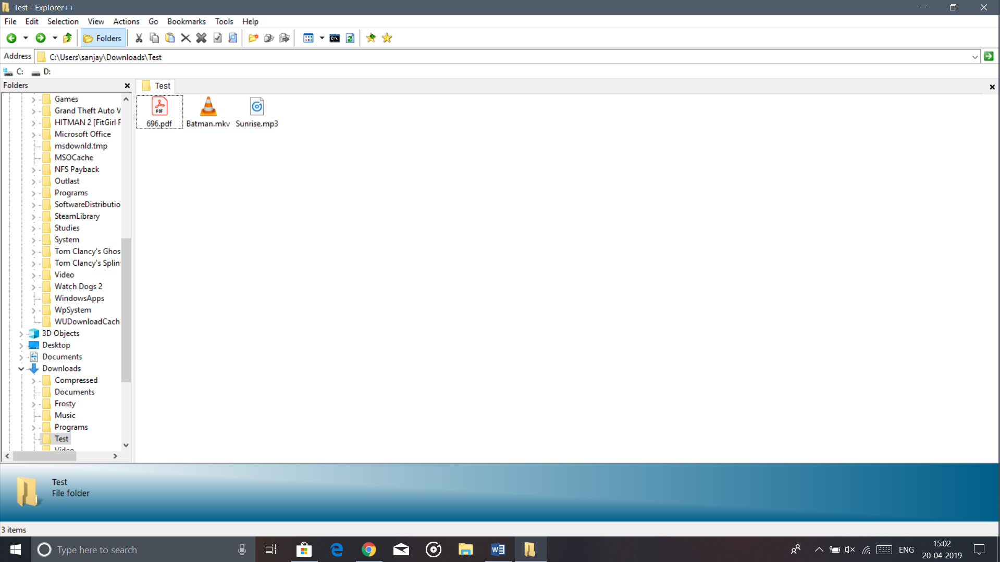 Test - Explorer++
File Edit Selection View Actions Go Bookmarks Tools Help
Folders
Address C:\Users\sanjay\Downloads\Test
C: D:
Folders
Games
Grand Theft Auto V
HITMAN 2 [FitGirl R
Microsoft Office
msdownld.tmp
MSOCache
NFS Payback
Outlast
Programs
SoftwareDistributio
SteamLibrary
Studies
System
Tom Clancy's Ghos
Tom Clancy's Splin
Video
Watch Dogs 2
WindowsApps
WpSystem
WUDownloadCach
3D Objects
Desktop
Documents
Downloads
Compressed
Documents
Frosty
Music
Programs
Test
Video
Test
PDF
696.pdf Batman.mkv Sunrise.mp3
Test
File folder
3 items
Type here to search
ENG
15:02
20-04-2019